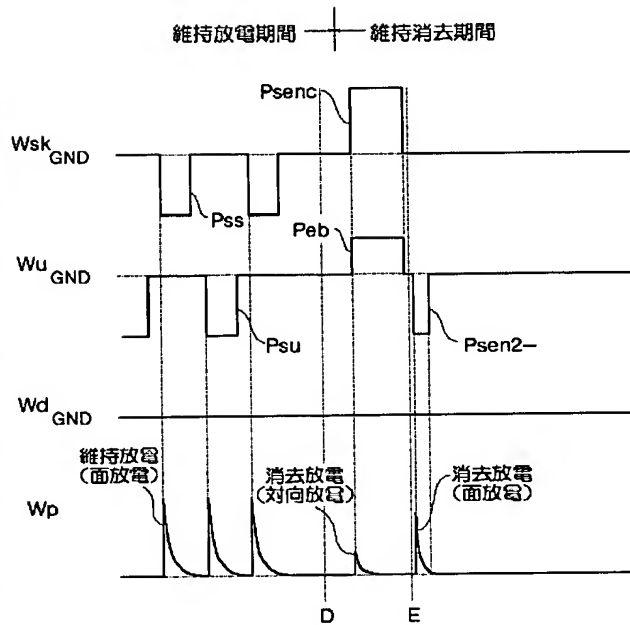 維持放電期間 維持消去期間
Psenc
Wsk GND
Pss
Peb
Wu GND
Psu
Psen2−
Wd GND
維持放電
(面放電)
消去放電
(対向放電)
消去放電
(面放電)
Wp
D E